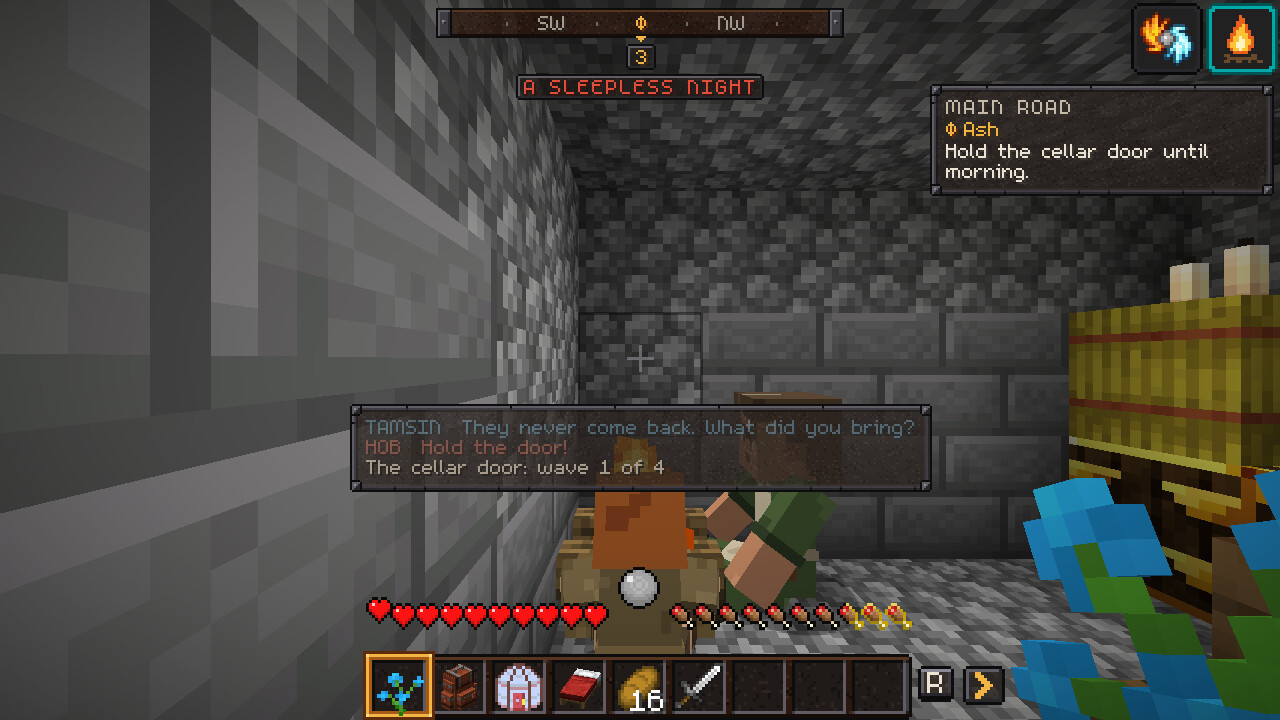 SW
NW
3
A SLEEPLESS NIGHT
MAIN ROAD
Ash
Hold the cellar door until
morning.
TAMSIN They never come back. What did you bring?
HOB Hold the door!
The cellar door: wave 1 of 4
16
R